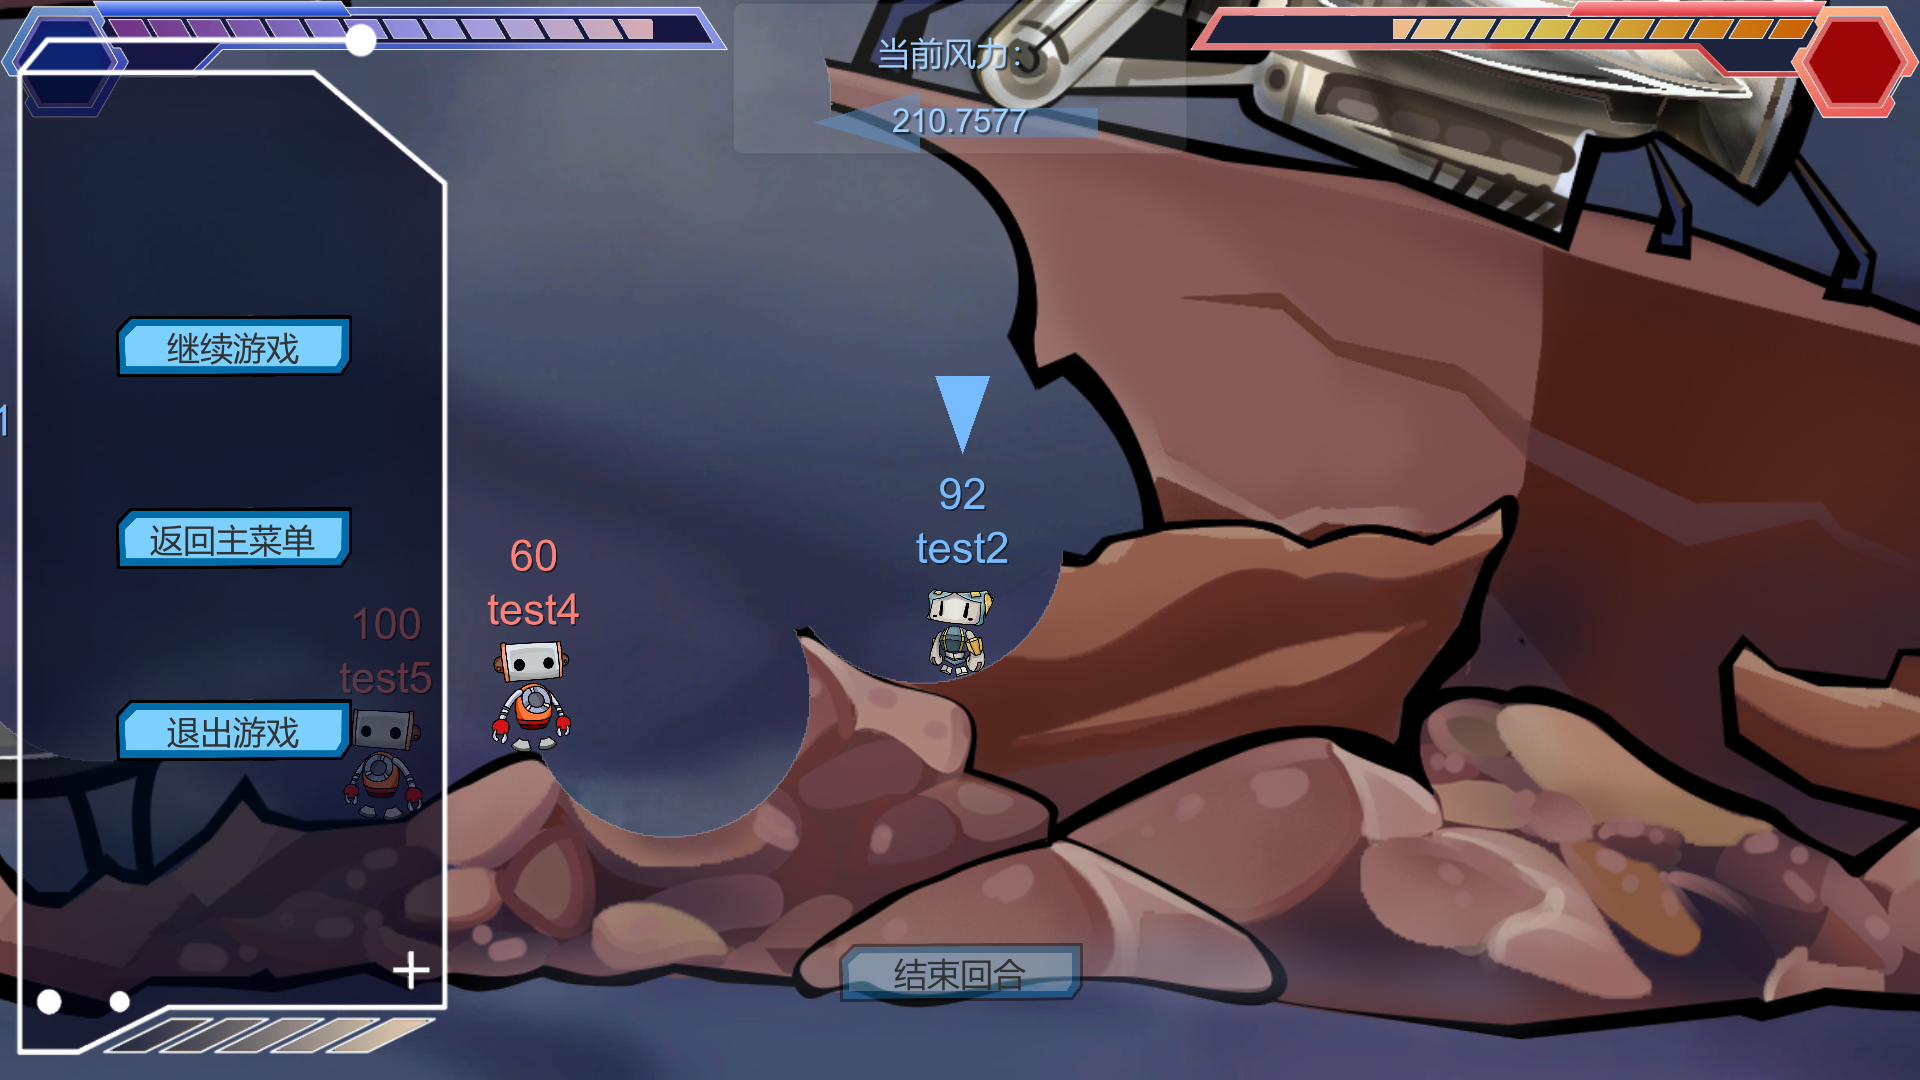 当前风力：
210.7577
继续游戏
1
92
test2
返回主菜单
60
test4
100
test5
退出游戏
结束回合